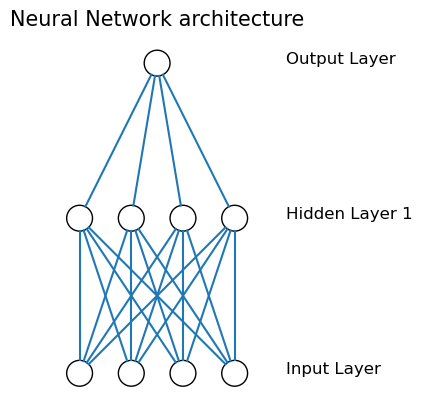 Neural Network architecture
Output Layer
Hidden Layer 1
Input Layer